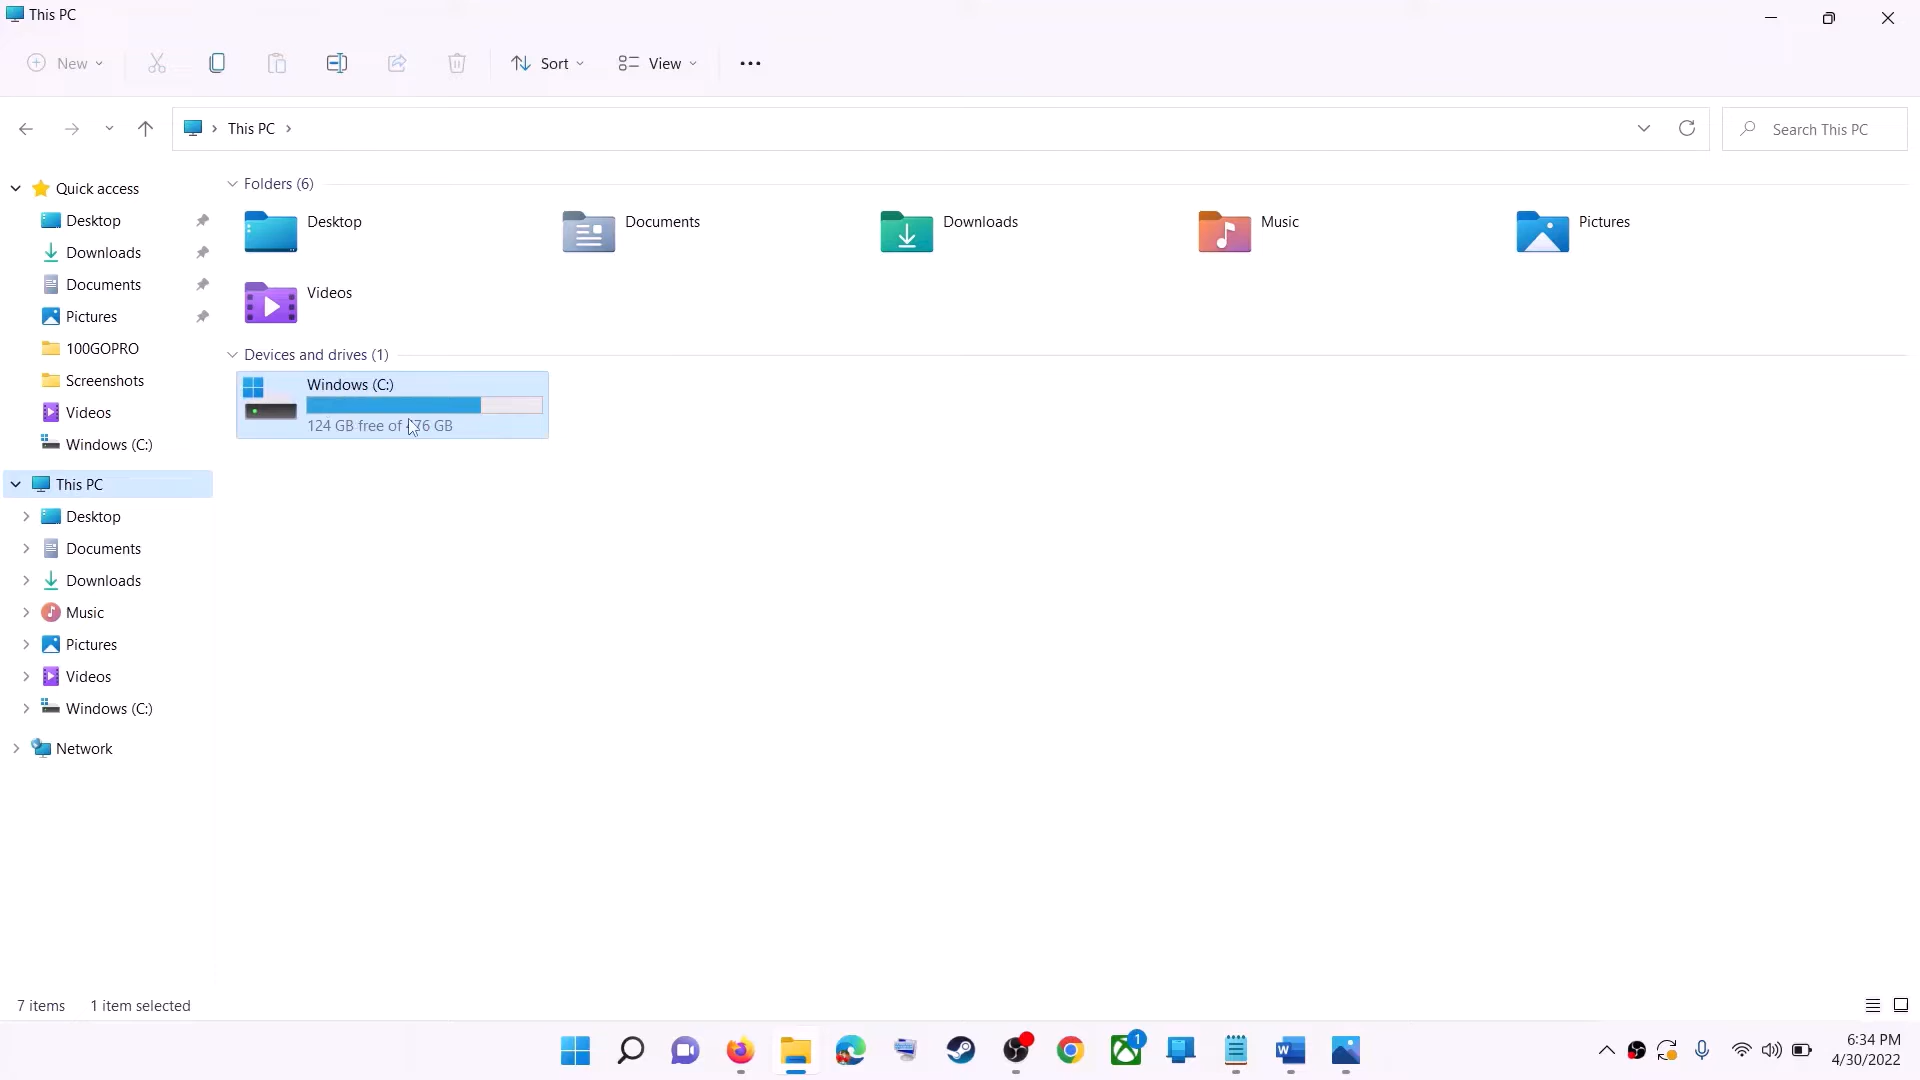 This PC
New
Sort
View
This PC
Search This PC
Quick access
Desktop
Downloads
Documents
Pictures
100GOPRO
Screenshots
Videos
Windows (C:)
This PC
Desktop
Documents
Downloads
Music
Pictures
Videos
Windows (C:)
Network
Folders (6)
Desktop
Documents
Downloads
Music
Pictures
Videos
Devices and drives (1)
Windows (C:)
124 GB free of 476 GB
7 items 1 item selected
1
6:34 PM
4/30/2022